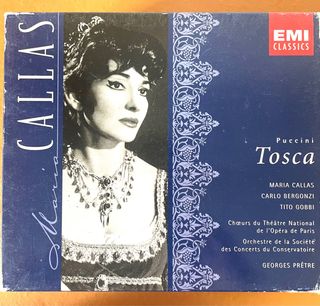 Maria CALLAS
EMI
CLASSICS
Puccini
Tosca
MARIA CALLAS
CARLO BERGONZI
TITO GOBBI
Chœurs du Théâtre National
de l'Opéra de Paris
Orchestre de la Société
des Concerts du Conservatoire
GEORGES PRÊTRE